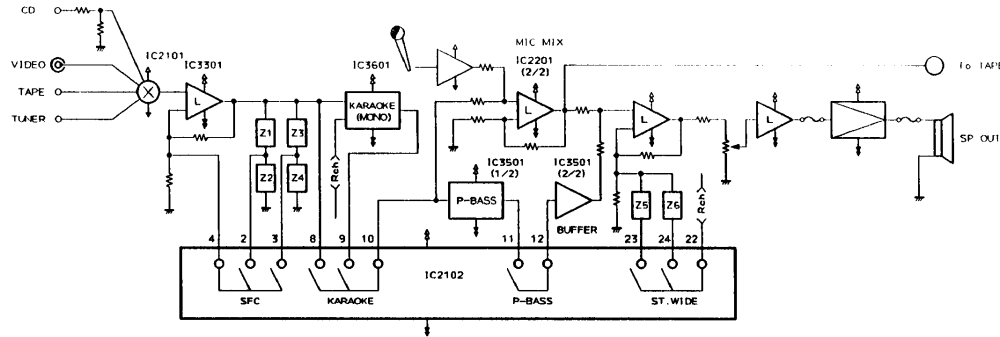 CD
VIDEO
TAPE
TUNER
IC2101
IC3301
L
Z1
Z3
Z2
Z4
IC3601
KARAOKE
(MONO)
Rch
MIC MIX
IC2201
(2/2)
L
To TAPE
IC3501
(1/2)
P-BASS
IC3501
(2/2)
BUFFER
L
Z5
Z6
Rch
L
SP OUT
4
2
3
8
9
10
11
12
23
24
22
IC2102
SFC
KARAOKE
P-BASS
ST.WIDE